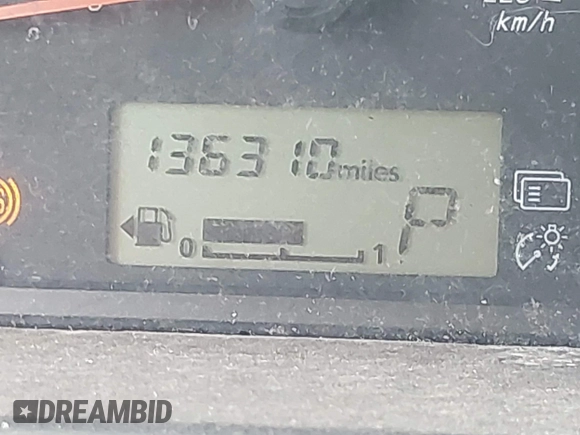 km/h
136310 miles
0 1 P
DREAMBID